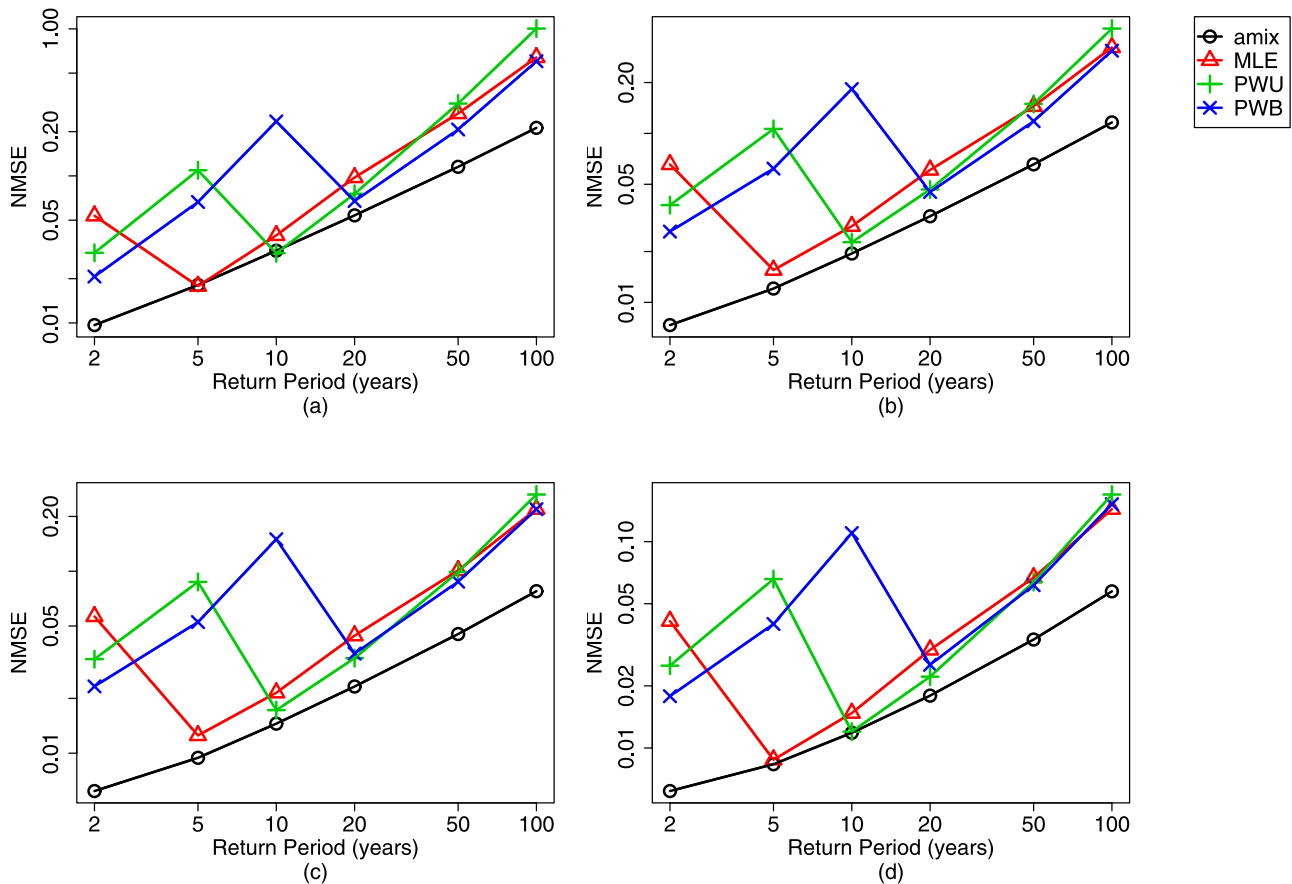 1.00
0.20
0.05
0.01
NMSE
2 5 10 20 50 100
Return Period (years)
(a)
0.20
0.05
0.01
NMSE
2 5 10 20 50 100
Return Period (years)
(b)
amix
MLE
PWU
PWB
0.20
0.05
0.01
NMSE
2 5 10 20 50 100
Return Period (years)
(c)
0.10
0.05
0.02
0.01
NMSE
2 5 10 20 50 100
Return Period (years)
(d)